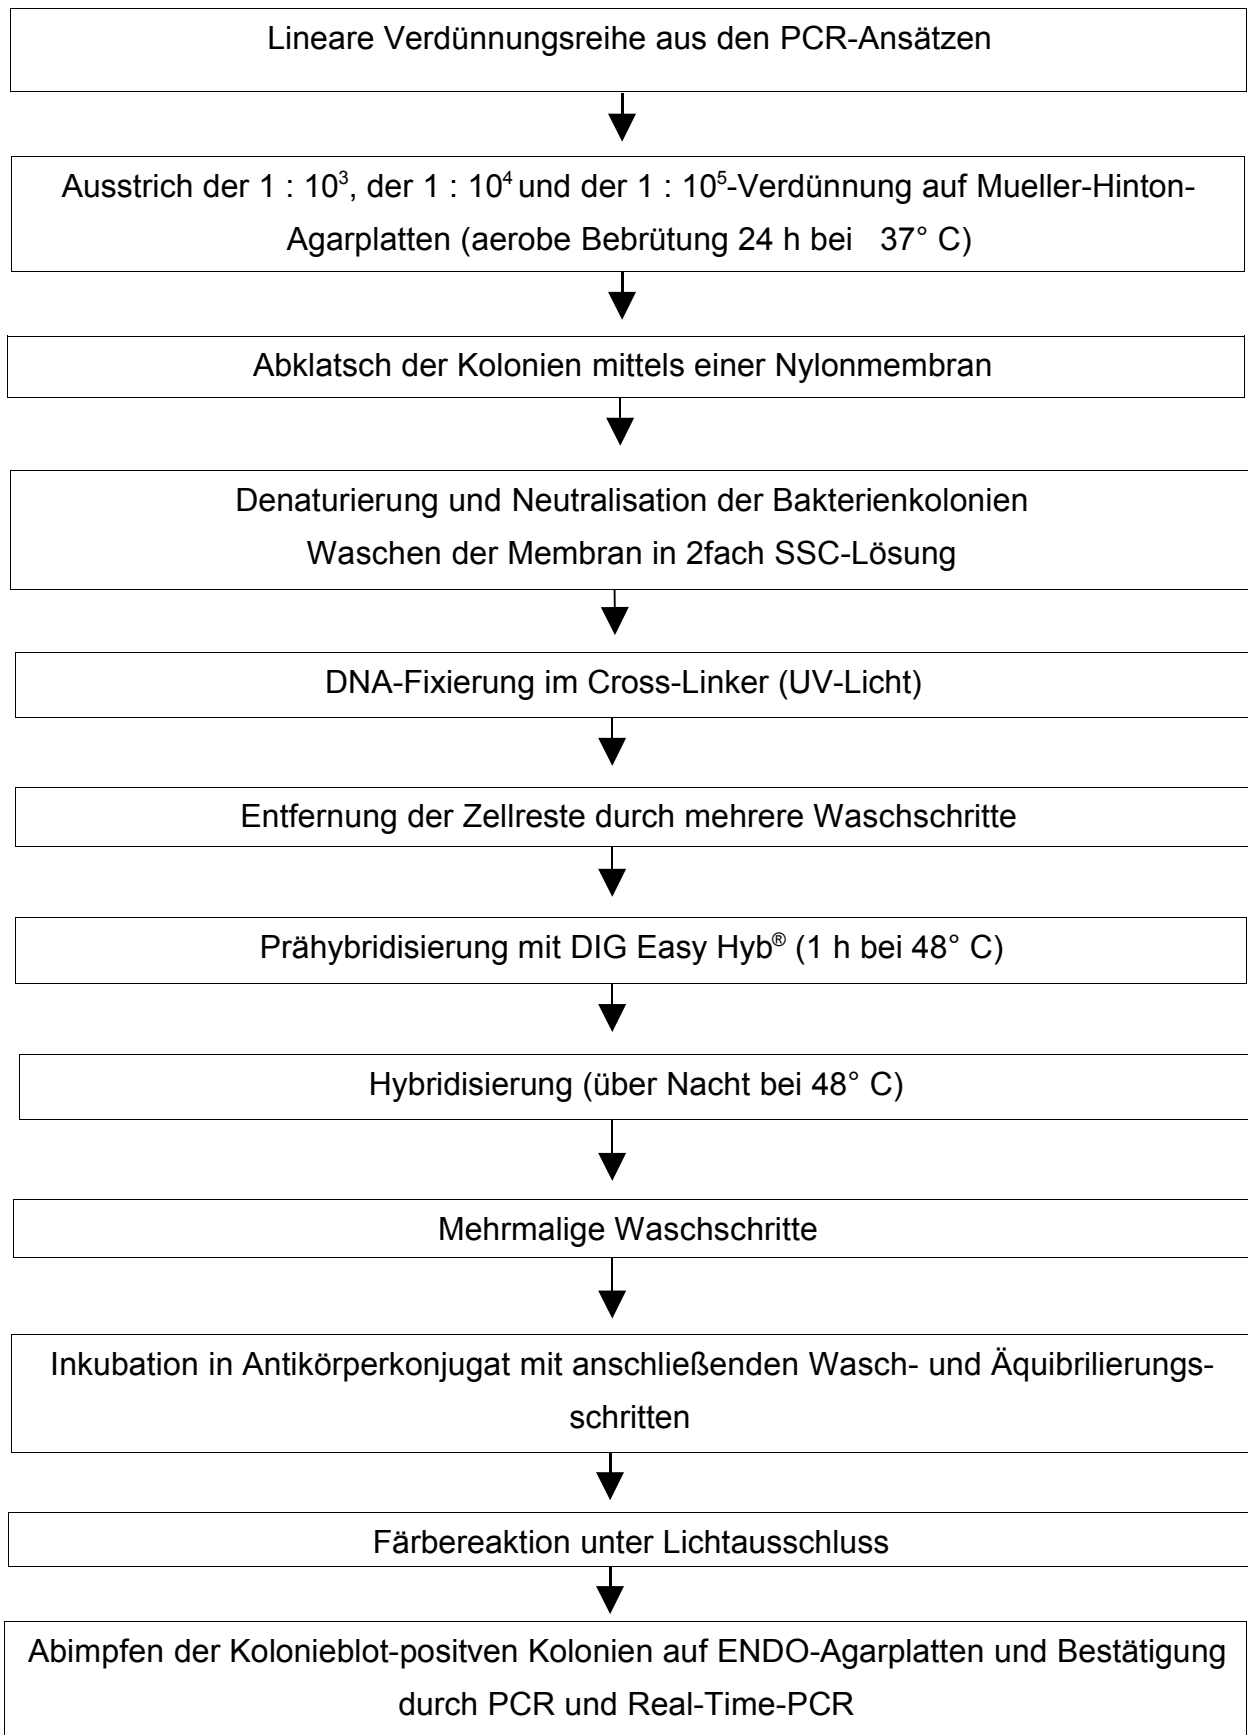 Lineare Verdünnungsreihe aus den PCR-Ansätzen
Ausstrich der 1 : 10³, der 1 : 10⁴ und der 1 : 10⁵-Verdünnung auf Mueller-Hinton-
Agarplatten (aerobe Bebrütung 24 h bei 37° C)
Abklatsch der Kolonien mittels einer Nylonmembran
Denaturierung und Neutralisation der Bakterienkolonien
Waschen der Membran in 2fach SSC-Lösung
DNA-Fixierung im Cross-Linker (UV-Licht)
Entfernung der Zellreste durch mehrere Waschschritte
Prähybridisierung mit DIG Easy Hyb® (1 h bei 48° C)
Hybridisierung (über Nacht bei 48° C)
Mehrmalige Waschschritte
Inkubation in Antikörperkonjugat mit anschließenden Wasch- und Äquibrilierungs-
schritten
Färbereaktion unter Lichtausschluss
Abimpfen der Kolonieblot-positven Kolonien auf ENDO-Agarplatten und Bestätigung
durch PCR und Real-Time-PCR